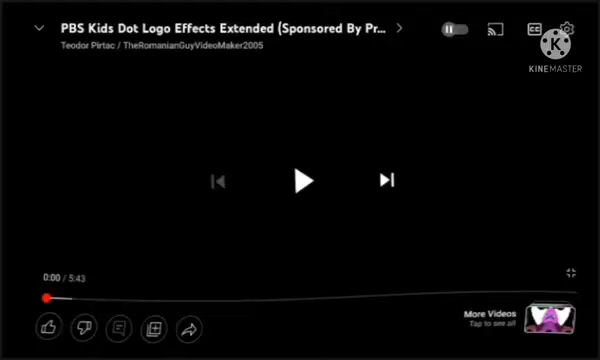 PBS Kids Dot Logo Effects Extended (Sponsored By Pr...
Teodor Pirtac / TheRomanianGuyVideoMaker2005
CC
K
KINEMASTER
0:00 / 5:43
More Videos
Tap to see all